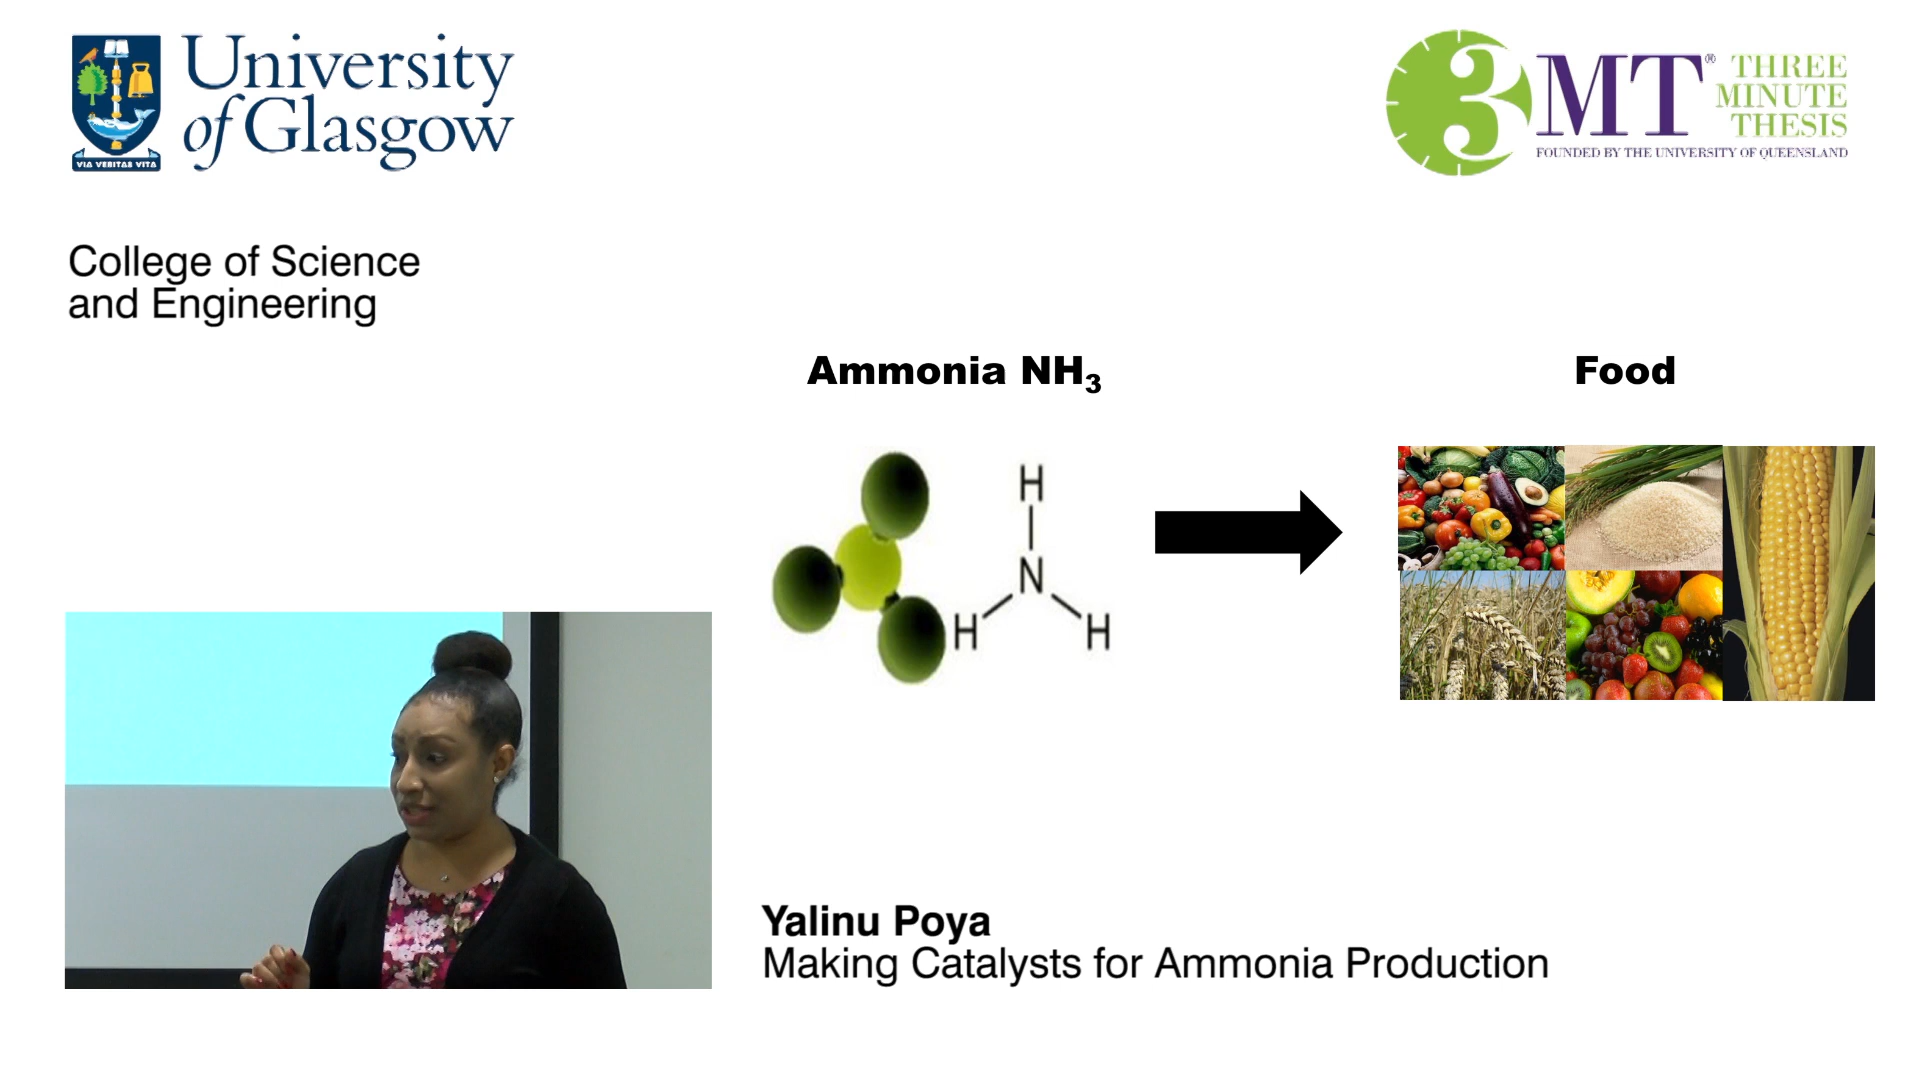 University
of Glasgow
VIA VERITAS VITA
3MT® THREE
MINUTE
THESIS
FOUNDED BY THE UNIVERSITY OF QUEENSLAND
College of Science
and Engineering
Ammonia NH₃
Food
H
N
H H
Yalinu Poya
Making Catalysts for Ammonia Production